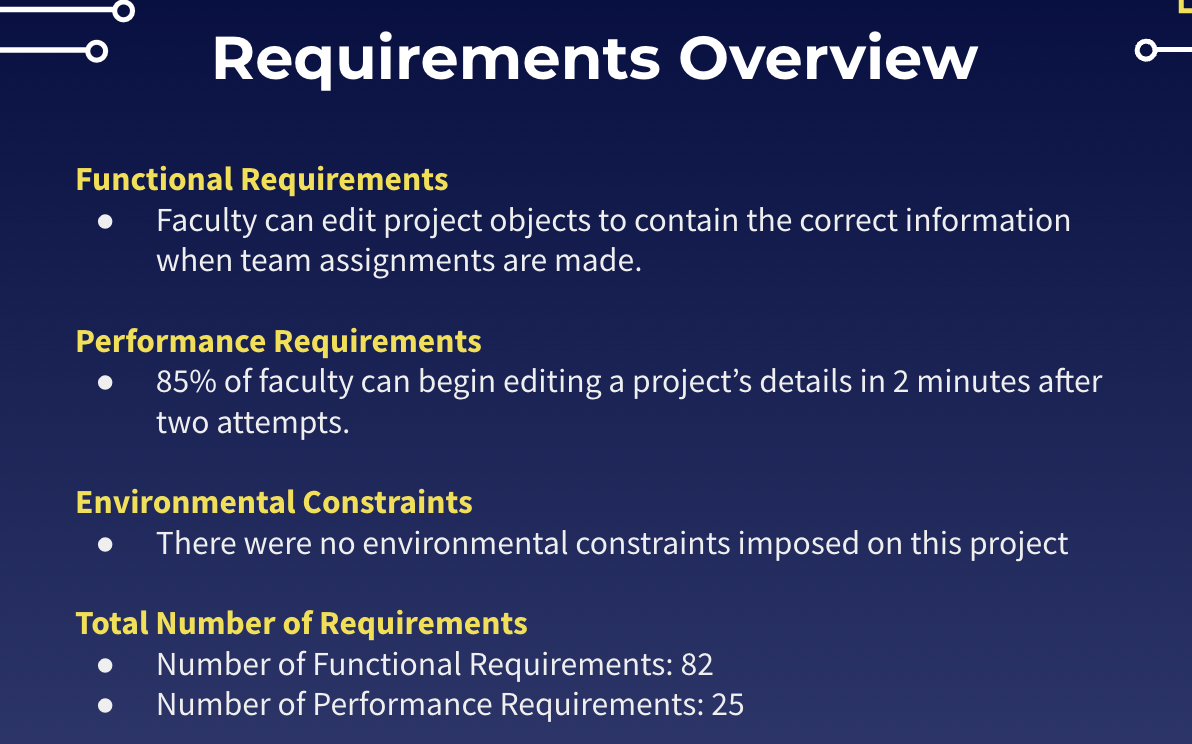 Requirements Overview
Functional Requirements
● Faculty can edit project objects to contain the correct information
when team assignments are made.
Performance Requirements
● 85% of faculty can begin editing a project’s details in 2 minutes after
two attempts.
Environmental Constraints
● There were no environmental constraints imposed on this project
Total Number of Requirements
● Number of Functional Requirements: 82
● Number of Performance Requirements: 25